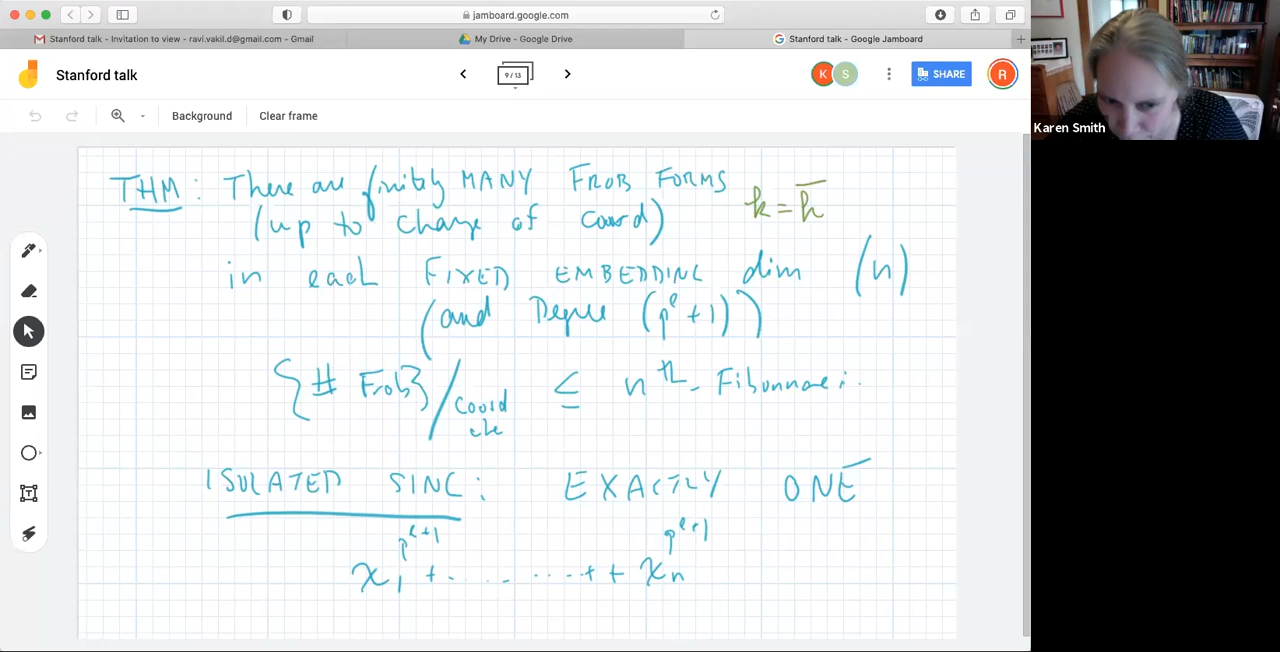 jamboard.google.com
Stanford talk - Invitation to view - ravi.vakil.d@gmail.com - Gmail
My Drive - Google Drive
Stanford talk - Google Jamboard
Stanford talk
9 / 13
K S
SHARE
R
Background
Clear frame
Karen Smith
THM: There are finitely MANY FROB FORMS
(up to change of coord) k = k̄
in each FIXED EMBEDDING dim (n)
(and Degree (p^e + 1))
{# Frob} / coord che ≤ n^th - Fibonnaci.
ISOLATED SING: EXACTLY ONE
x_1^{p^e+1} + ......... + + x_n^{p^e+1}